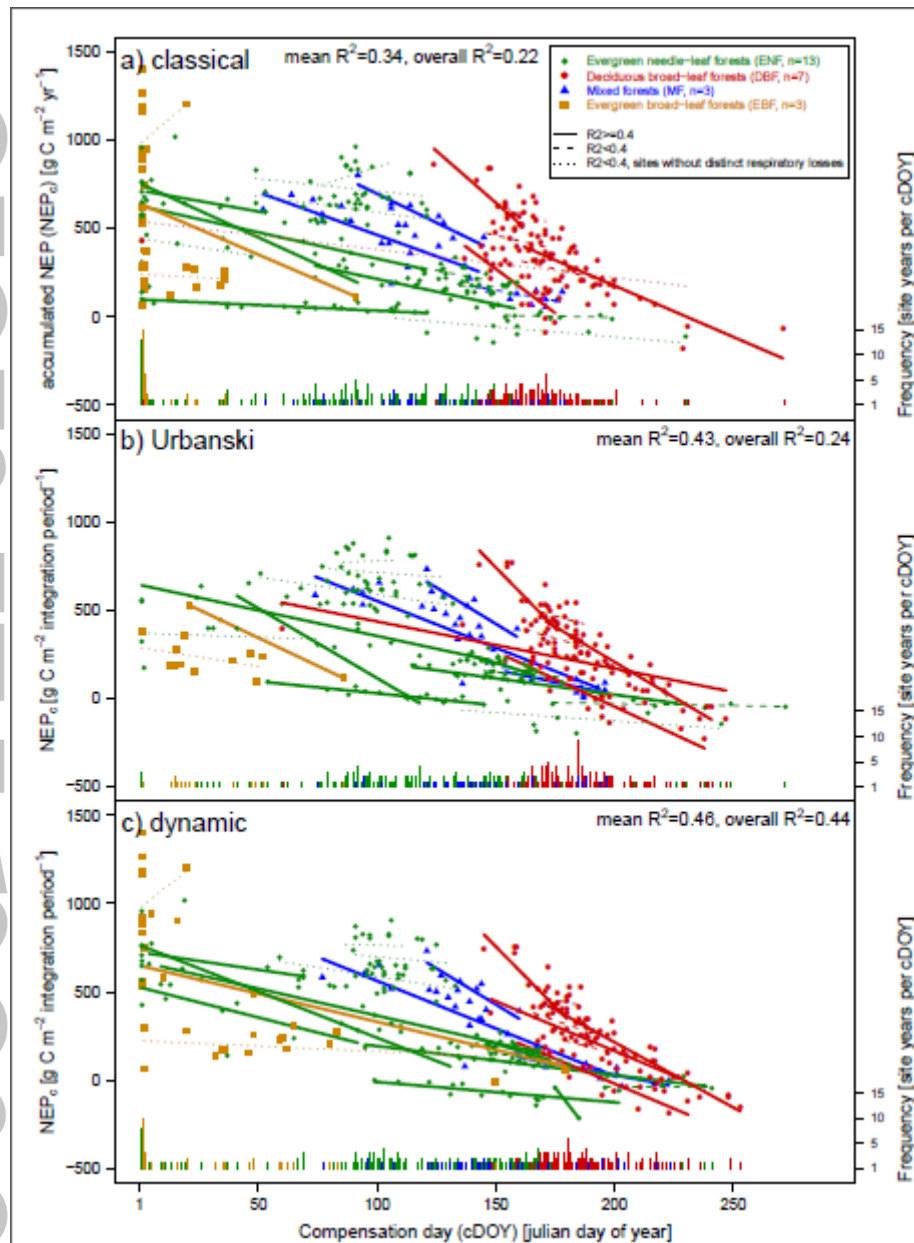 a) classical
mean R²=0.34, overall R²=0.22
Evergreen needle-leaf forests (ENF, n=13)
Deciduous broad-leaf forests (DBF, n=7)
Mixed forests (MF, n=3)
Evergreen broad-leaf forests (EBF, n=3)
R2>=0.4
R2<0.4
R2<0.4, sites without distinct respiratory losses
accumulated NEP (NEPc) [g C m⁻² yr⁻¹]
1500
1000
500
0
−500
Frequency [site years per cDOY]
15
10
5
1
b) Urbanski
mean R²=0.43, overall R²=0.24
NEPc [g C m⁻² integration period⁻¹]
1500
1000
500
0
−500
Frequency [site years per cDOY]
15
10
5
1
c) dynamic
mean R²=0.46, overall R²=0.44
NEPc [g C m⁻² integration period⁻¹]
1500
1000
500
0
−500
Frequency [site years per cDOY]
15
10
5
1
1 50 100 150 200 250
Compensation day (cDOY) [julian day of year]